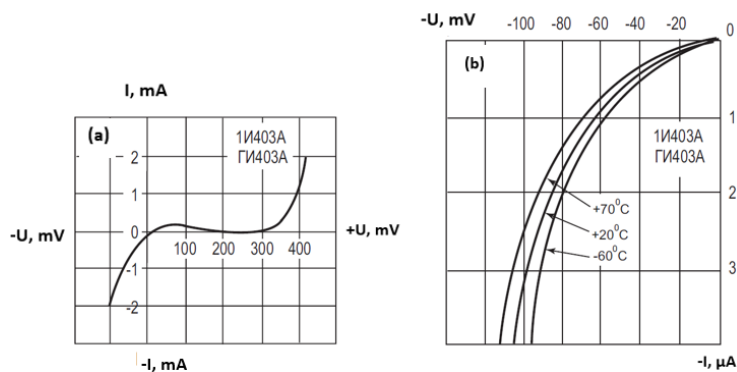 I, mA
(a)
1И403А
ГИ403А
2
1
0
-1
-2
100 200 300 400
-U, mV
+U, mV
-I, mA
-U, mV
-100 -80 -60 -40 -20 0
(b)
1
1И403А
ГИ403А
2
+70⁰C
+20⁰C
-60⁰C
3
-I, µA